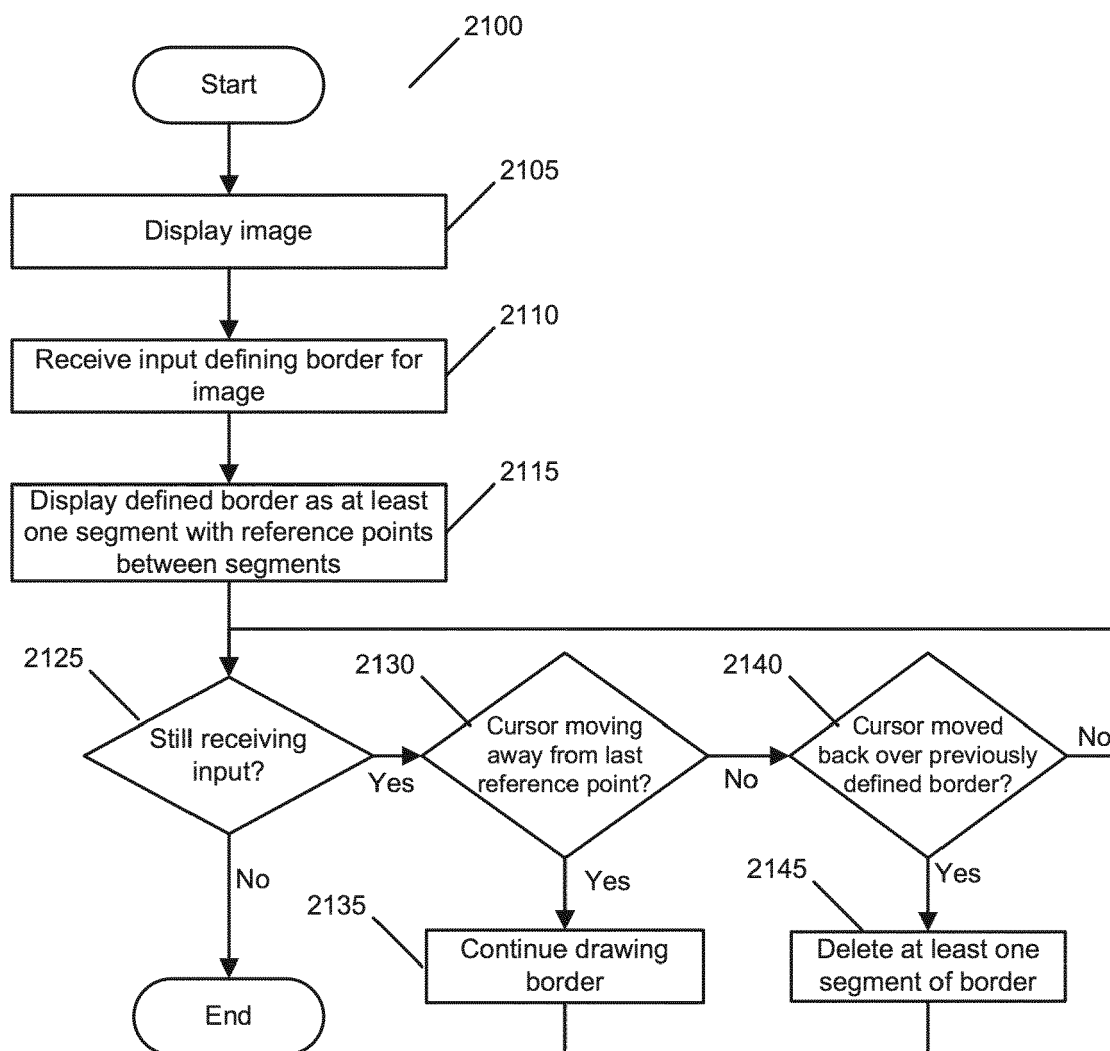 2100
Start
2105
Display image
2110
Receive input defining border for
image
2115
Display defined border as at least
one segment with reference points
between segments
2125
Still receiving
input?
Yes
No
2130
Cursor moving
away from last
reference point?
No
Yes
2140
Cursor moved
back over previously
defined border?
No
Yes
2135
Continue drawing
border
2145
Delete at least one
segment of border
End